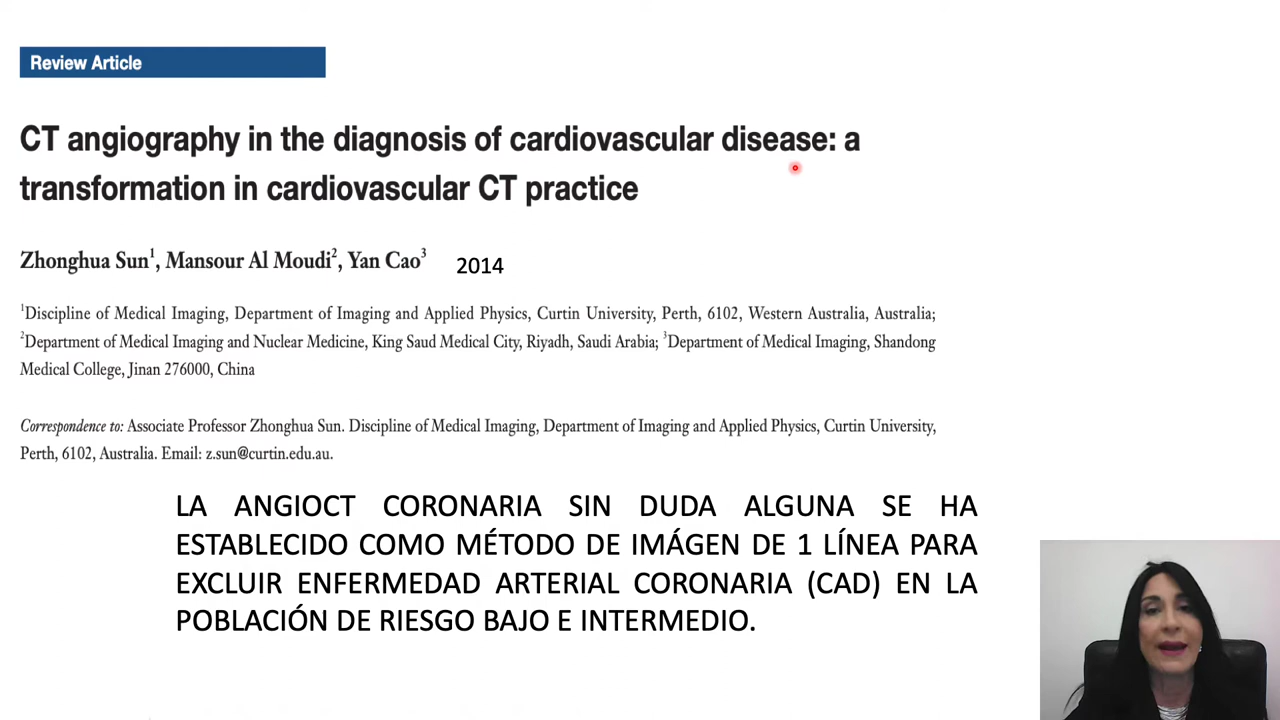 Review Article
CT angiography in the diagnosis of cardiovascular disease: a
transformation in cardiovascular CT practice
Zhonghua Sun1, Mansour Al Moudi2, Yan Cao3 2014
1Discipline of Medical Imaging, Department of Imaging and Applied Physics, Curtin University, Perth, 6102, Western Australia, Australia;
2Department of Medical Imaging and Nuclear Medicine, King Saud Medical City, Riyadh, Saudi Arabia; 3Department of Medical Imaging, Shandong
Medical College, Jinan 276000, China
Correspondence to: Associate Professor Zhonghua Sun. Discipline of Medical Imaging, Department of Imaging and Applied Physics, Curtin University,
Perth, 6102, Australia. Email: z.sun@curtin.edu.au.
LA ANGIOCT CORONARIA SIN DUDA ALGUNA SE HA
ESTABLECIDO COMO MÉTODO DE IMÁGEN DE 1 LÍNEA PARA
EXCLUIR ENFERMEDAD ARTERIAL CORONARIA (CAD) EN LA
POBLACIÓN DE RIESGO BAJO E INTERMEDIO.